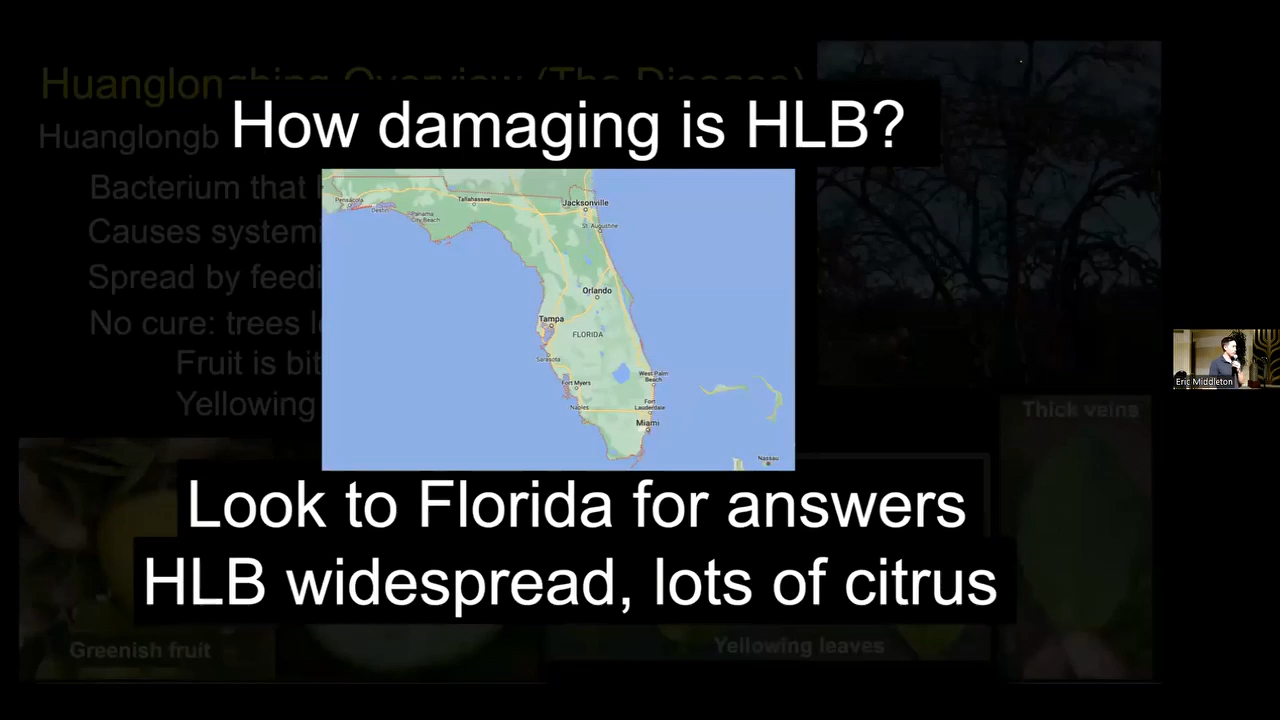 Huanglongbing Overview (The Disease)
How damaging is HLB?
Huanglongb
Bacterium that
Causes systemi
Spread by feedi
No cure: trees l
Fruit is bit
Yellowing
Pensacola
Destin
Panama
City Beach
Tallahassee
Jacksonville
St. Augustine
Orlando
Tampa
FLORIDA
Sarasota
Fort Myers
Naples
West Palm
Beach
Fort
Lauderdale
Miami
Nassau
Eric Middleton
Thick veins
Look to Florida for answers
HLB widespread, lots of citrus
Greenish fruit
Yellowing leaves